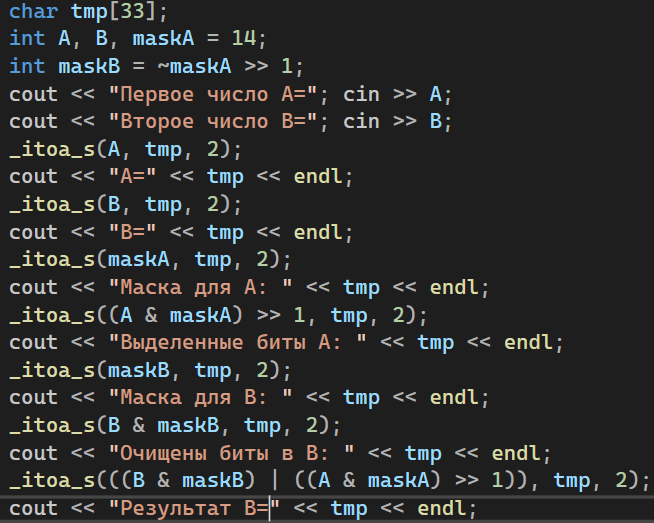 char tmp[33];
int A, B, maskA = 14;
int maskB = ~maskA >> 1;
cout << "Первое число A="; cin >> A;
cout << "Второе число B="; cin >> B;
_itoa_s(A, tmp, 2);
cout << "A=" << tmp << endl;
_itoa_s(B, tmp, 2);
cout << "B=" << tmp << endl;
_itoa_s(maskA, tmp, 2);
cout << "Маска для A: " << tmp << endl;
_itoa_s((A & maskA) >> 1, tmp, 2);
cout << "Выделенные биты A: " << tmp << endl;
_itoa_s(maskB, tmp, 2);
cout << "Маска для B: " << tmp << endl;
_itoa_s(B & maskB, tmp, 2);
cout << "Очищены биты в B: " << tmp << endl;
_itoa_s(((B & maskB) | ((A & maskA) >> 1)), tmp, 2);
cout << "Результат B=" << tmp << endl;